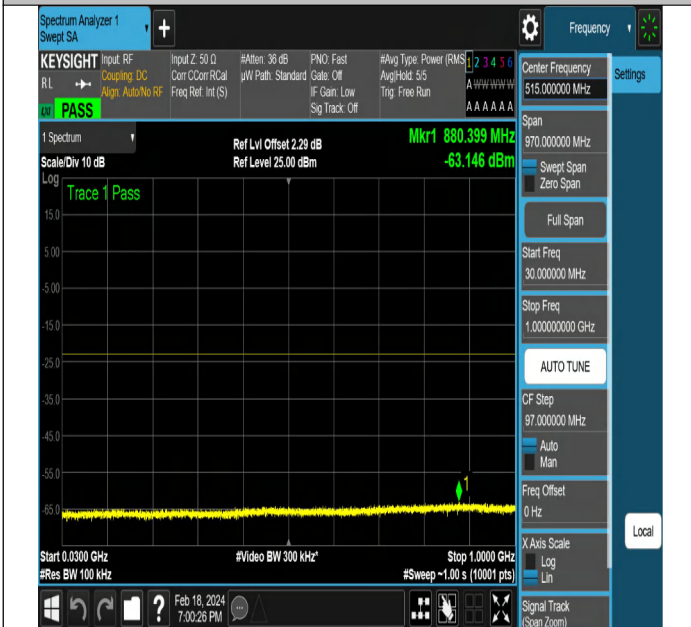 Spectrum Analyzer 1
Swept SA
+
Frequency
KEYSIGHT
RL
LXI
PASS
Input: RF
Coupling: DC
Align: Auto/No RF
Input Z: 50 Ω
Corr CCorr RCal
Freq Ref: Int (S)
#Atten: 36 dB
µW Path: Standard
PNO: Fast
Gate: Off
IF Gain: Low
Sig Track: Off
#Avg Type: Power (RMS
Avg|Hold: 5/5
Trig: Free Run
1 2 3 4 5 6
A W W W W W
A A A A A A
1 Spectrum
Scale/Div 10 dB
Log
Ref Lvl Offset 2.29 dB
Ref Level 25.00 dBm
Mkr1 880.399 MHz
-63.146 dBm
Trace 1 Pass
15.0
5.00
-5.00
-15.0
-25.0
-35.0
-45.0
-55.0
-65.0
1
Start 0.0300 GHz
#Res BW 100 kHz
#Video BW 300 kHz*
Stop 1.0000 GHz
#Sweep ~1.00 s (10001 pts)
?
Feb 18, 2024
7:00:26 PM
Center Frequency
515.000000 MHz
Span
970.000000 MHz
Swept Span
Zero Span
Full Span
Start Freq
30.000000 MHz
Stop Freq
1.000000000 GHz
AUTO TUNE
CF Step
97.000000 MHz
Auto
Man
Freq Offset
0 Hz
X Axis Scale
Log
Lin
Signal Track
(Span Zoom)
Settings
Local